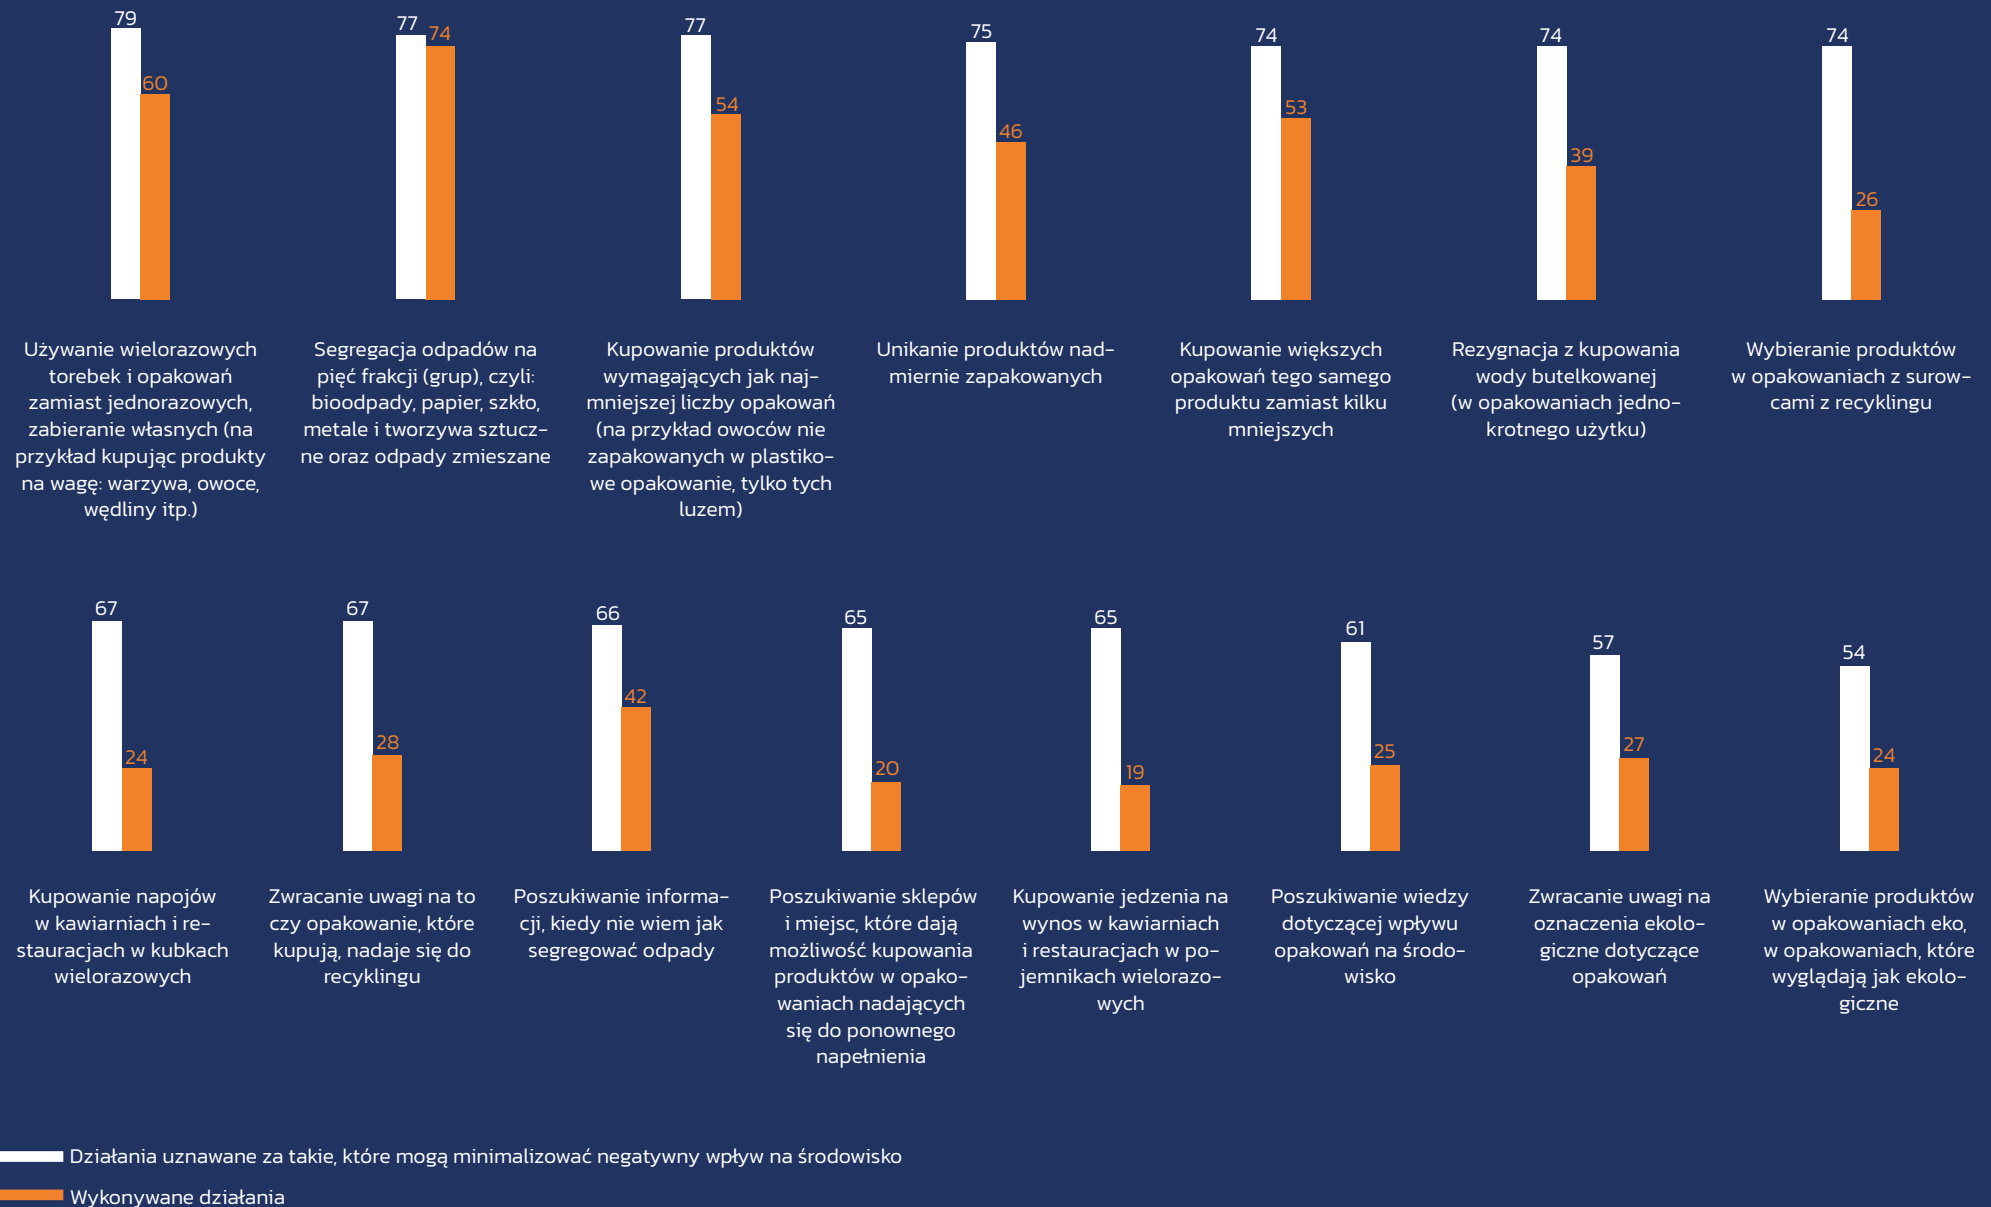 79
60
77
74
77
54
75
46
74
53
74
39
74
26
Używanie wielorazowych
torebek i opakowań
zamiast jednorazowych,
zabieranie własnych (na
przykład kupując produkty
na wagę: warzywa, owoce,
wędliny itp.)
Segregacja odpadów na
pięć frakcji (grup), czyli:
bioodpady, papier, szkło,
metale i tworzywa sztucz-
ne oraz odpady zmieszane
Kupowanie produktów
wymagających jak naj-
mniejszej liczby opakowań
(na przykład owoców nie
zapakowanych w plastiko-
we opakowanie, tylko tych
luzem)
Unikanie produktów nad-
miernie zapakowanych
Kupowanie większych
opakowań tego samego
produktu zamiast kilku
mniejszych
Rezygnacja z kupowania
wody butelkowanej
(w opakowaniach jedno-
krotnego użytku)
Wybieranie produktów
w opakowaniach z surow-
cami z recyklingu
67
24
67
28
66
42
65
20
65
19
61
25
57
27
54
24
Kupowanie napojów
w kawiarniach i re-
stauracjach w kubkach
wielorazowych
Zwracanie uwagi na to
czy opakowanie, które
kupują, nadaje się do
recyklingu
Poszukiwanie informa-
cji, kiedy nie wiem jak
segregować odpady
Poszukiwanie sklepów
i miejsc, które dają
możliwość kupowania
produktów w opako-
waniach nadających
się do ponownego
napełnienia
Kupowanie jedzenia na
wynos w kawiarniach
i restauracjach w po-
jemnikach wielorazo-
wych
Poszukiwanie wiedzy
dotyczącej wpływu
opakowań na środo-
wisko
Zwracanie uwagi na
oznaczenia ekolo-
giczne dotyczące
opakowań
Wybieranie produktów
w opakowaniach eko,
w opakowaniach, które
wyglądają jak ekolo-
giczne
Działania uznawane za takie, które mogą minimalizować negatywny wpływ na środowisko
Wykonywane działania